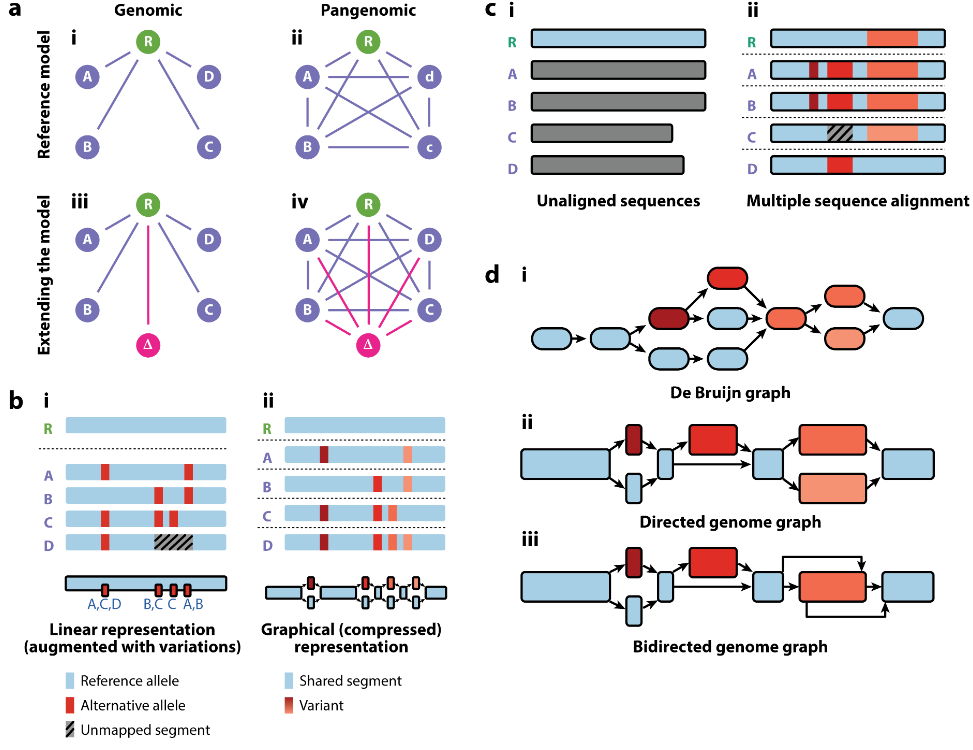 a
Genomic
Pangenomic
Reference model
i
R
A
D
B
C
ii
R
A
d
B
c
Extending the model
iii
R
A
D
B
C
Δ
iv
R
A
D
B
C
Δ
b
i
R
A
B
C
D
A,C,D
B,C
C
A,B
Linear representation
(augmented with variations)
Reference allele
Alternative allele
Unmapped segment
ii
R
A
B
C
D
Graphical (compressed)
representation
Shared segment
Variant
c
i
R
A
B
C
D
Unaligned sequences
ii
R
A
B
C
D
Multiple sequence alignment
d
i
De Bruijn graph
ii
Directed genome graph
iii
Bidirected genome graph